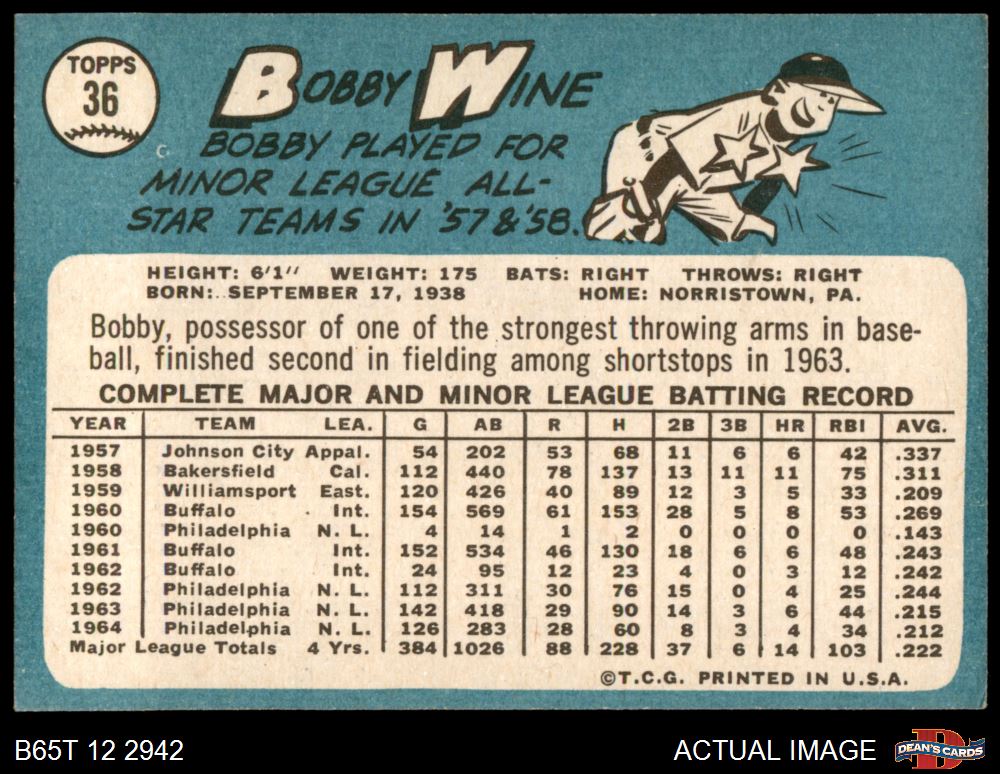 TOPPS
36
BOBBY WINE
BOBBY PLAYED FOR
MINOR LEAGUE ALL-
STAR TEAMS IN '57 & '58.
HEIGHT: 6'1" WEIGHT: 175 BATS: RIGHT THROWS: RIGHT
BORN: SEPTEMBER 17, 1938 HOME: NORRISTOWN, PA.
Bobby, possessor of one of the strongest throwing arms in base-
ball, finished second in fielding among shortstops in 1963.
COMPLETE MAJOR AND MINOR LEAGUE BATTING RECORD
YEAR TEAM LEA. G AB R H 2B 3B HR RBI AVG.
1957 Johnson City Appal. 54 202 53 68 11 6 6 42 .337
1958 Bakersfield Cal. 112 440 78 137 13 11 11 75 .311
1959 Williamsport East. 120 426 40 89 12 3 5 33 .209
1960 Buffalo Int. 154 569 61 153 28 5 8 53 .269
1960 Philadelphia N. L. 4 14 1 2 0 0 0 0 .143
1961 Buffalo Int. 152 534 46 130 18 6 6 48 .243
1962 Buffalo Int. 24 95 12 23 4 0 3 12 .242
1962 Philadelphia N. L. 112 311 30 76 15 0 4 25 .244
1963 Philadelphia N. L. 142 418 29 90 14 3 6 44 .215
1964 Philadelphia N. L. 126 283 28 60 8 3 4 34 .212
Major League Totals 4 Yrs. 384 1026 88 228 37 6 14 103 .222
©T.C.G. PRINTED IN U.S.A.
B65T 12 2942 ACTUAL IMAGE DEAN'S CARDS